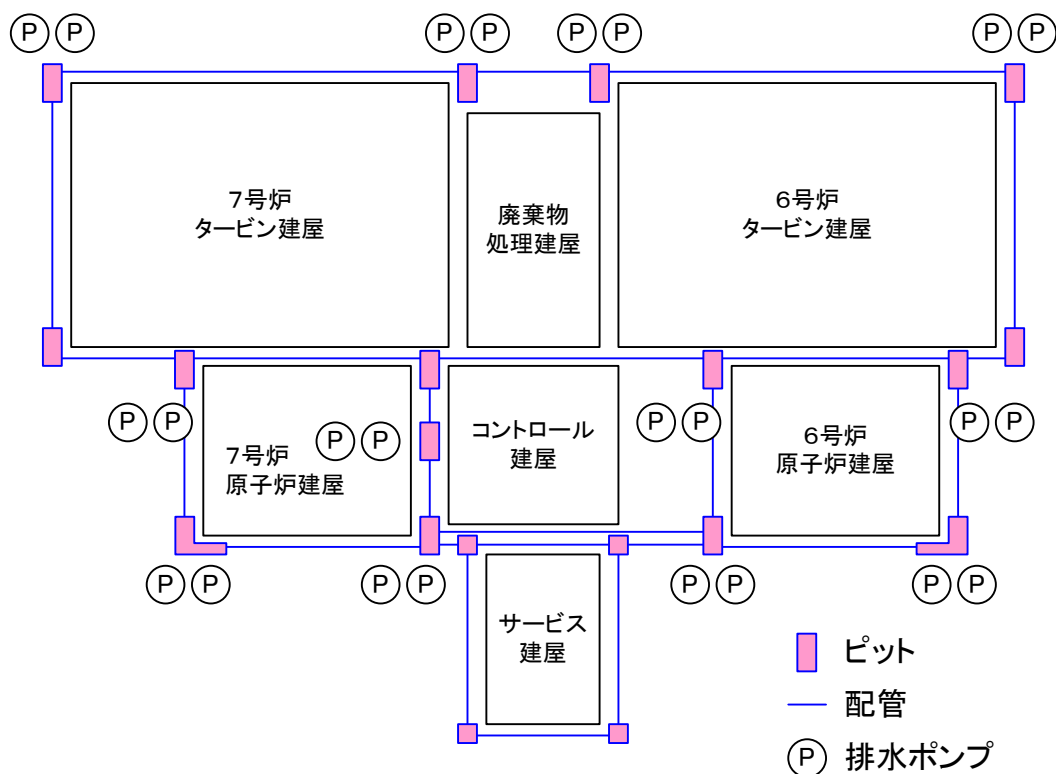 P P P P P P P P
7号炉
タービン建屋
廃棄物
処理建屋
6号炉
タービン建屋
P P P P P P P P
7号炉
原子炉建屋
コントロール
建屋
6号炉
原子炉建屋
P P P P P P P P
サービス
建屋
ピット
配管
P 排水ポンプ